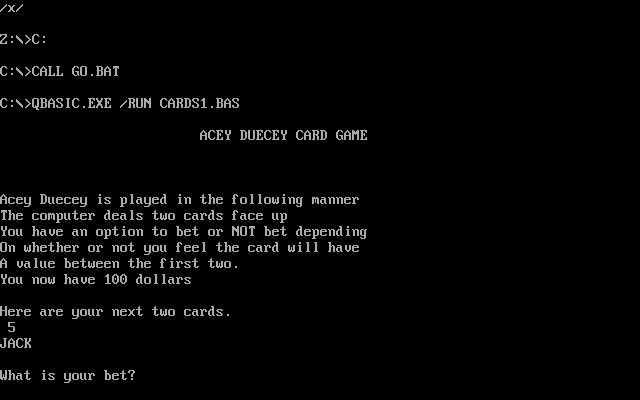 /x/
Z:\>C:
C:\>CALL GO.BAT
C:\>QBASIC.EXE /RUN CARDS1.BAS
ACEY DUECEY CARD GAME
Acey Duecey is played in the following manner
The computer deals two cards face up
You have an option to bet or NOT bet depending
On whether or not you feel the card will have
A value between the first two.
You now have 100 dollars
Here are your next two cards.
5
JACK
What is your bet?